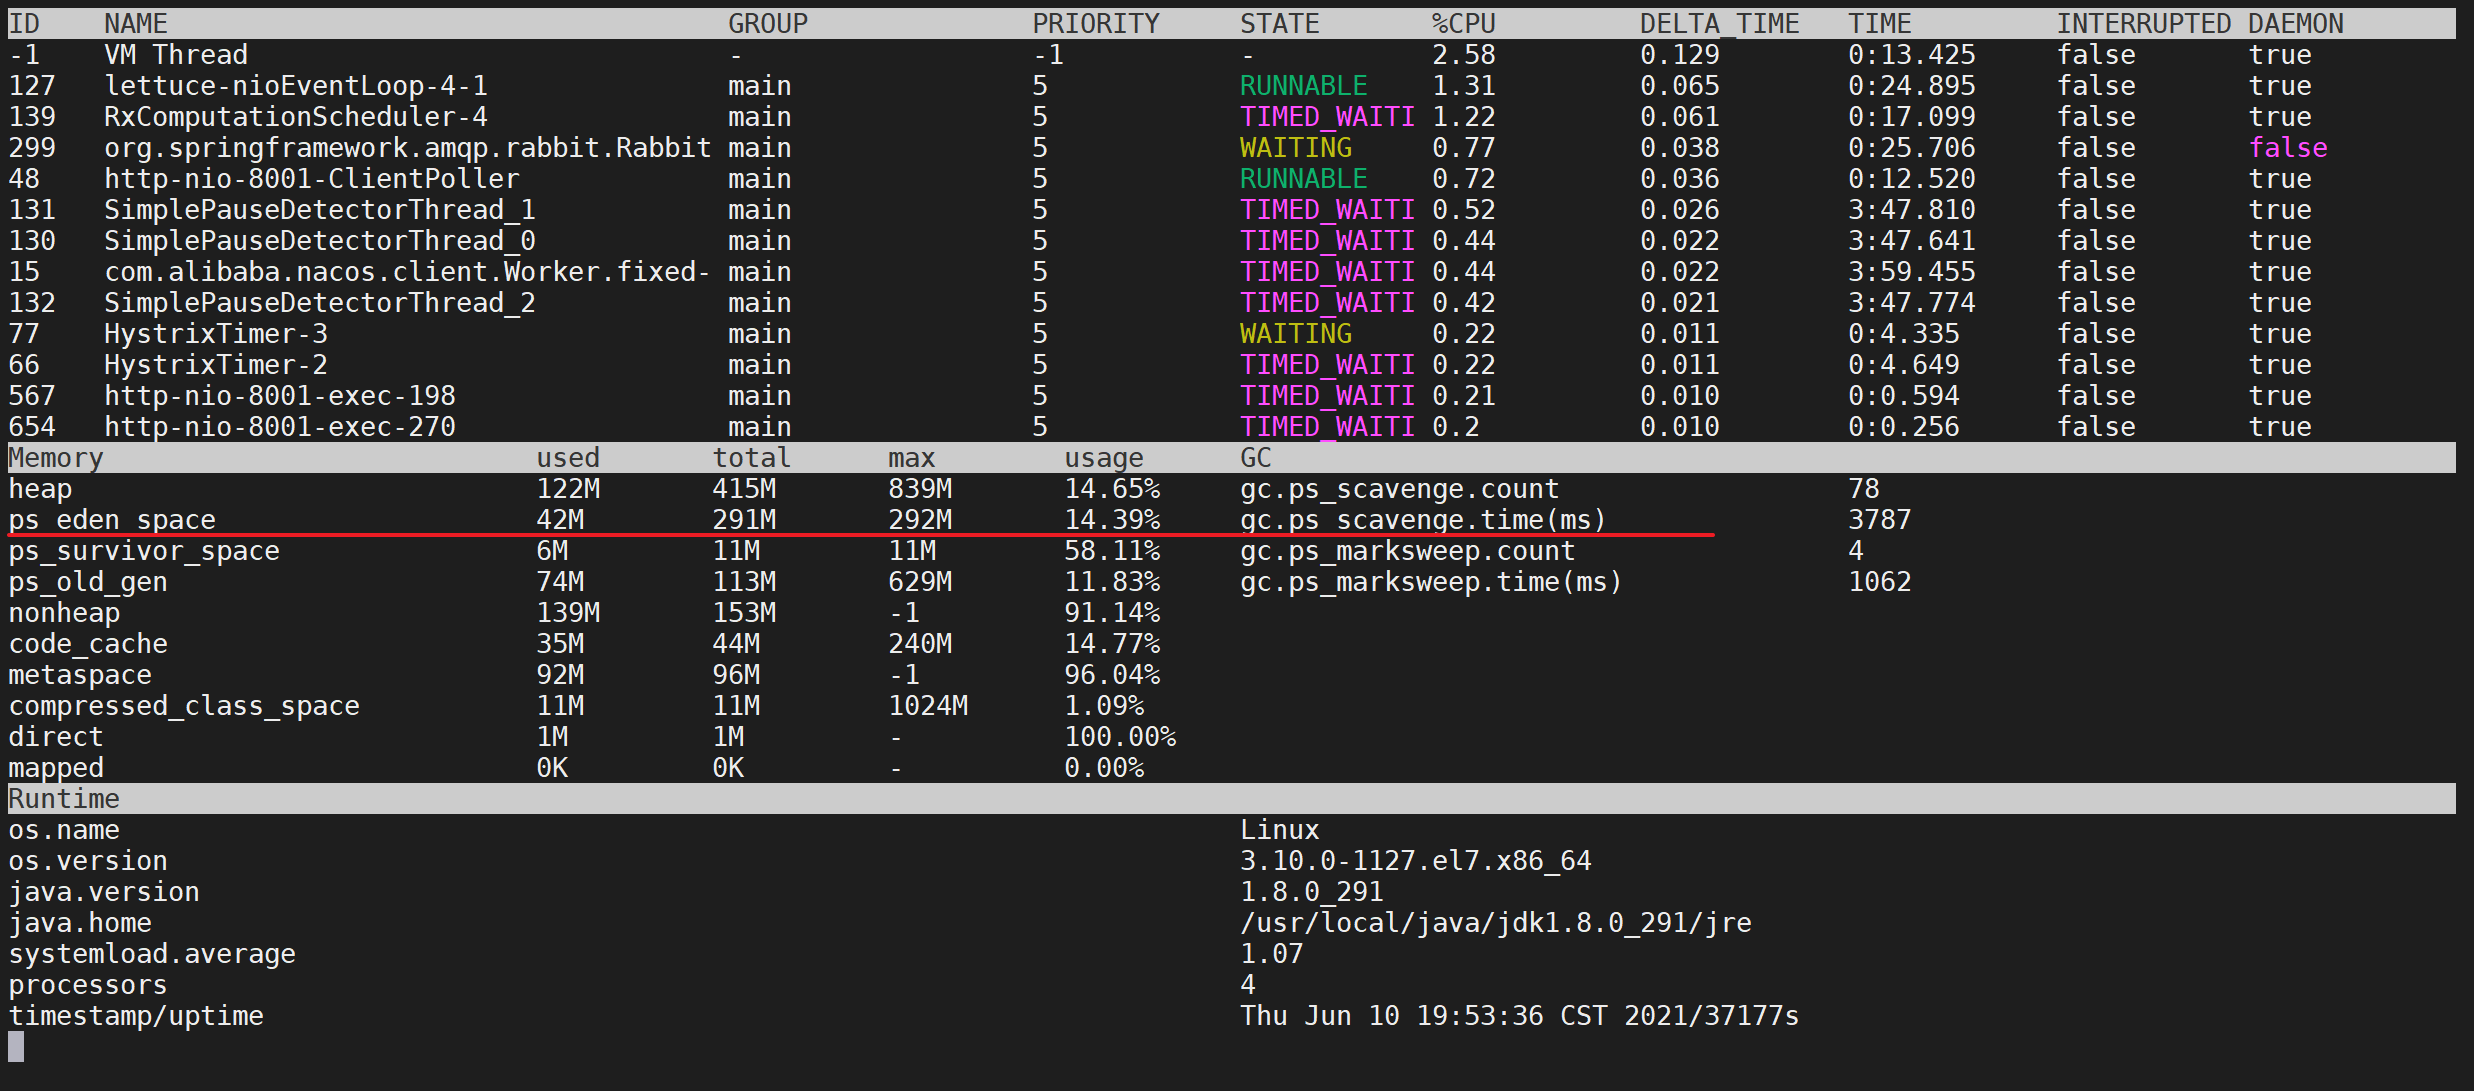 ID NAME GROUP PRIORITY STATE %CPU DELTA_TIME TIME INTERRUPTED DAEMON
-1 VM Thread - -1 - 2.58 0.129 0:13.425 false true
127 lettuce-nioEventLoop-4-1 main 5 RUNNABLE 1.31 0.065 0:24.895 false true
139 RxComputationScheduler-4 main 5 TIMED_WAITI 1.22 0.061 0:17.099 false true
299 org.springframework.amqp.rabbit.Rabbit main 5 WAITING 0.77 0.038 0:25.706 false false
48 http-nio-8001-ClientPoller main 5 RUNNABLE 0.72 0.036 0:12.520 false true
131 SimplePauseDetectorThread_1 main 5 TIMED_WAITI 0.52 0.026 3:47.810 false true
130 SimplePauseDetectorThread_0 main 5 TIMED_WAITI 0.44 0.022 3:47.641 false true
15 com.alibaba.nacos.client.Worker.fixed- main 5 TIMED_WAITI 0.44 0.022 3:59.455 false true
132 SimplePauseDetectorThread_2 main 5 TIMED_WAITI 0.42 0.021 3:47.774 false true
77 HystrixTimer-3 main 5 WAITING 0.22 0.011 0:4.335 false true
66 HystrixTimer-2 main 5 TIMED_WAITI 0.22 0.011 0:4.649 false true
567 http-nio-8001-exec-198 main 5 TIMED_WAITI 0.21 0.010 0:0.594 false true
654 http-nio-8001-exec-270 main 5 TIMED_WAITI 0.2 0.010 0:0.256 false true
Memory used total max usage GC
heap 122M 415M 839M 14.65% gc.ps_scavenge.count 78
ps_eden_space 42M 291M 292M 14.39% gc.ps_scavenge.time(ms) 3787
ps_survivor_space 6M 11M 11M 58.11% gc.ps_marksweep.count 4
ps_old_gen 74M 113M 629M 11.83% gc.ps_marksweep.time(ms) 1062
nonheap 139M 153M -1 91.14%
code_cache 35M 44M 240M 14.77%
metaspace 92M 96M -1 96.04%
compressed_class_space 11M 11M 1024M 1.09%
direct 1M 1M - 100.00%
mapped 0K 0K - 0.00%
Runtime
os.name Linux
os.version 3.10.0-1127.el7.x86_64
java.version 1.8.0_291
java.home /usr/local/java/jdk1.8.0_291/jre
systemload.average 1.07
processors 4
timestamp/uptime Thu Jun 10 19:53:36 CST 2021/37177s